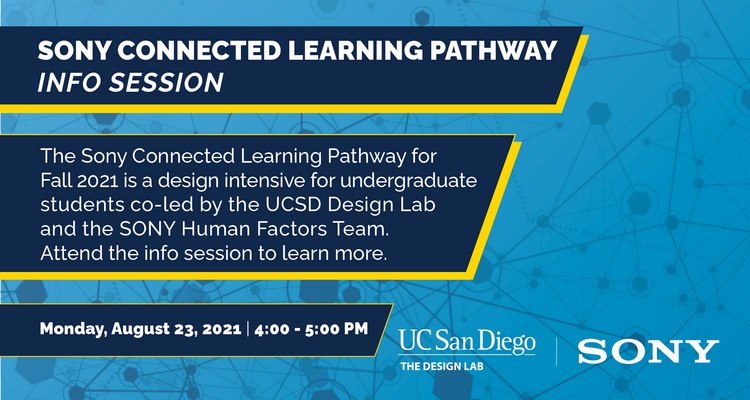 SONY CONNECTED LEARNING PATHWAY
INFO SESSION
The Sony Connected Learning Pathway for
Fall 2021 is a design intensive for undergraduate
students co-led by the UCSD Design Lab
and the SONY Human Factors Team.
Attend the info session to learn more.
Monday, August 23, 2021 | 4:00 - 5:00 PM
UC San Diego
THE DESIGN LAB
SONY